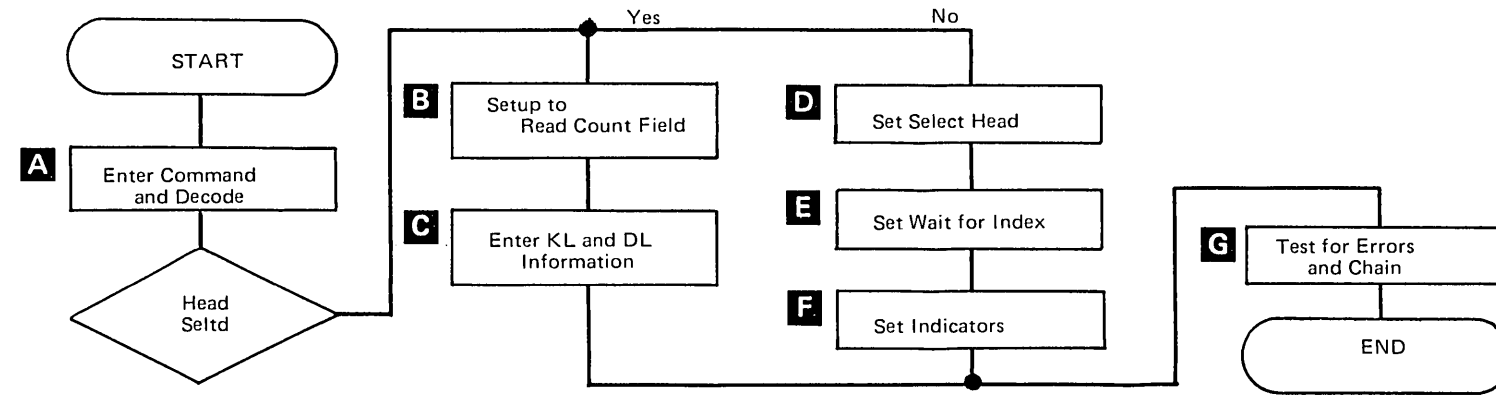 START
A
Enter Command
and Decode
Head
Seltd
Yes
B
Setup to
Read Count Field
C
Enter KL and DL
Information
No
D
Set Select Head
E
Set Wait for Index
F
Set Indicators
G
Test for Errors
and Chain
END